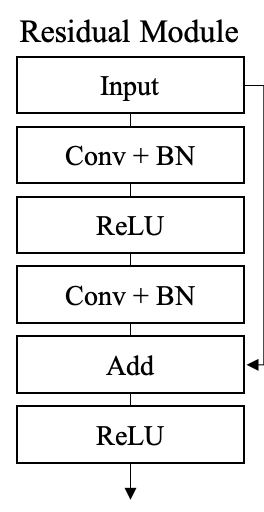 Residual Module
Input
Conv + BN
ReLU
Conv + BN
Add
ReLU